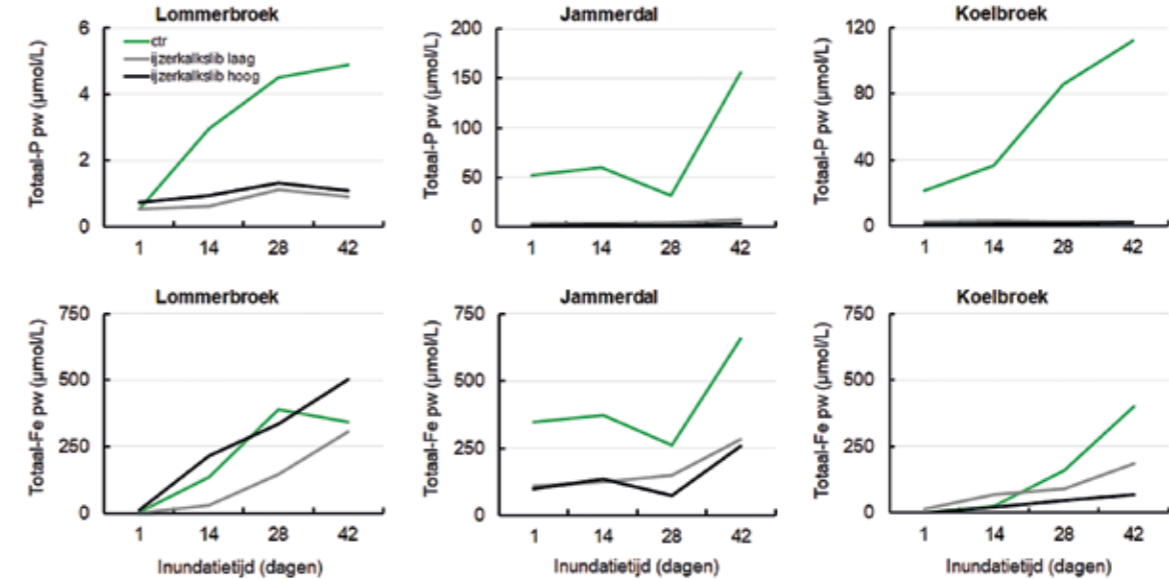 Lommerbroek
Totaal-P pw (µmol/L)
6
4
2
0
ctr
ijzerkalkslib laag
ijzerkalkslib hoog
1 14 28 42
Jammerdal
Totaal-P pw (µmol/L)
200
150
100
50
0
1 14 28 42
Koelbroek
Totaal-P pw (µmol/L)
120
80
40
0
1 14 28 42
Lommerbroek
Totaal-Fe pw (µmol/L)
750
500
250
0
1 14 28 42
Inundatietijd (dagen)
Jammerdal
Totaal-Fe pw (µmol/L)
750
500
250
0
1 14 28 42
Inundatietijd (dagen)
Koelbroek
Totaal-Fe pw (µmol/L)
750
500
250
0
1 14 28 42
Inundatietijd (dagen)